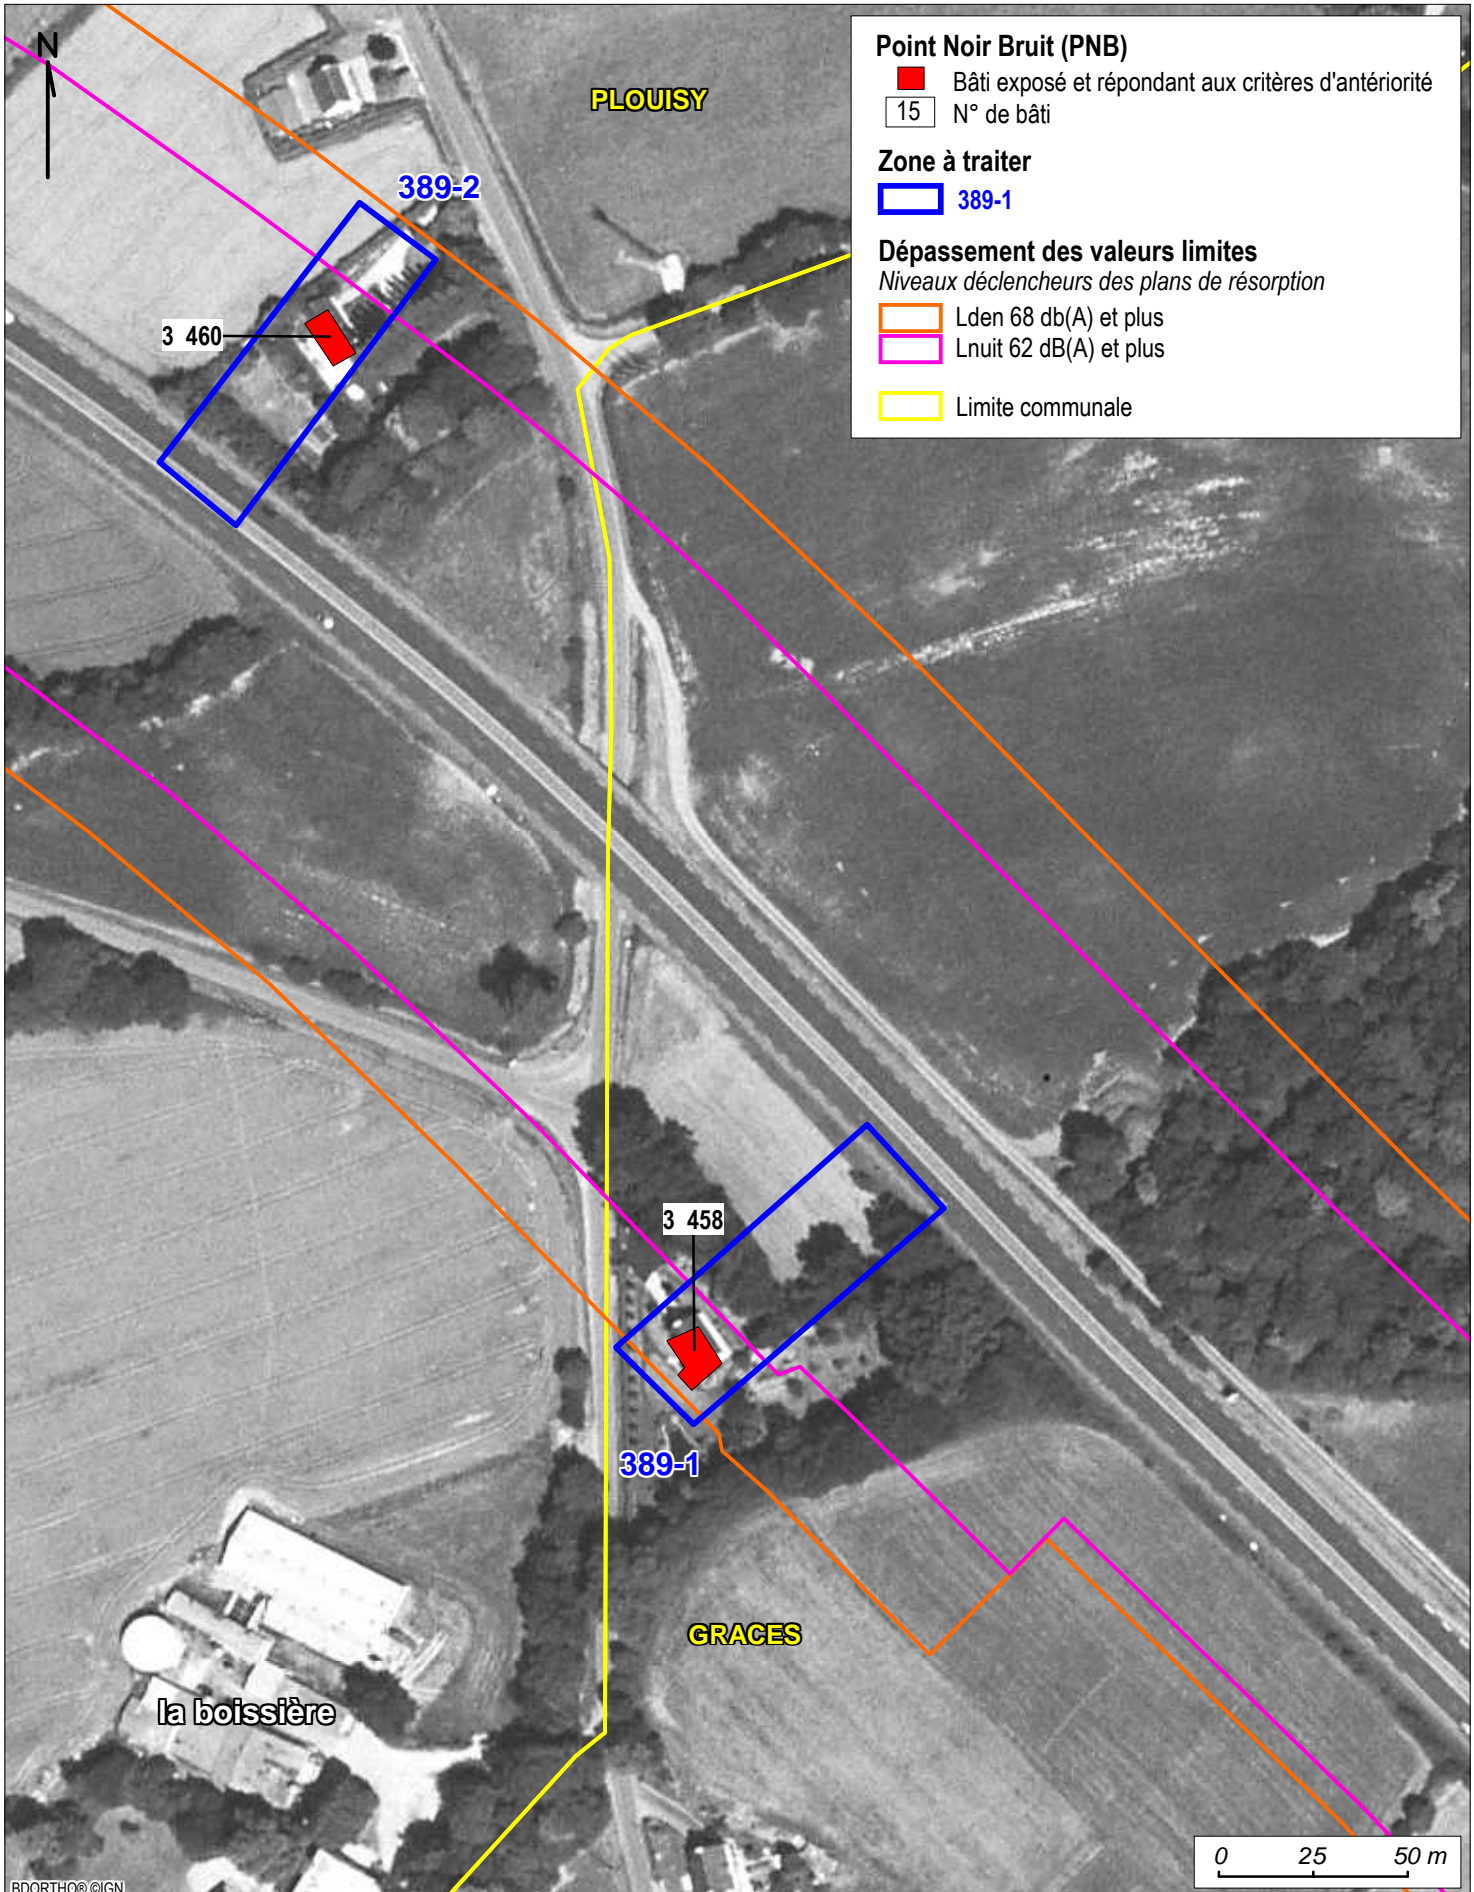 N
PLOUISY
Point Noir Bruit (PNB)
Bâti exposé et répondant aux critères d'antériorité
15 N° de bâti
Zone à traiter
389-1
Dépassement des valeurs limites
Niveaux déclencheurs des plans de résorption
Lden 68 db(A) et plus
Lnuit 62 dB(A) et plus
Limite communale
389-2
3 460
3 458
389-1
GRACES
la boissière
0 25 50 m
BDORTHO® ©IGN